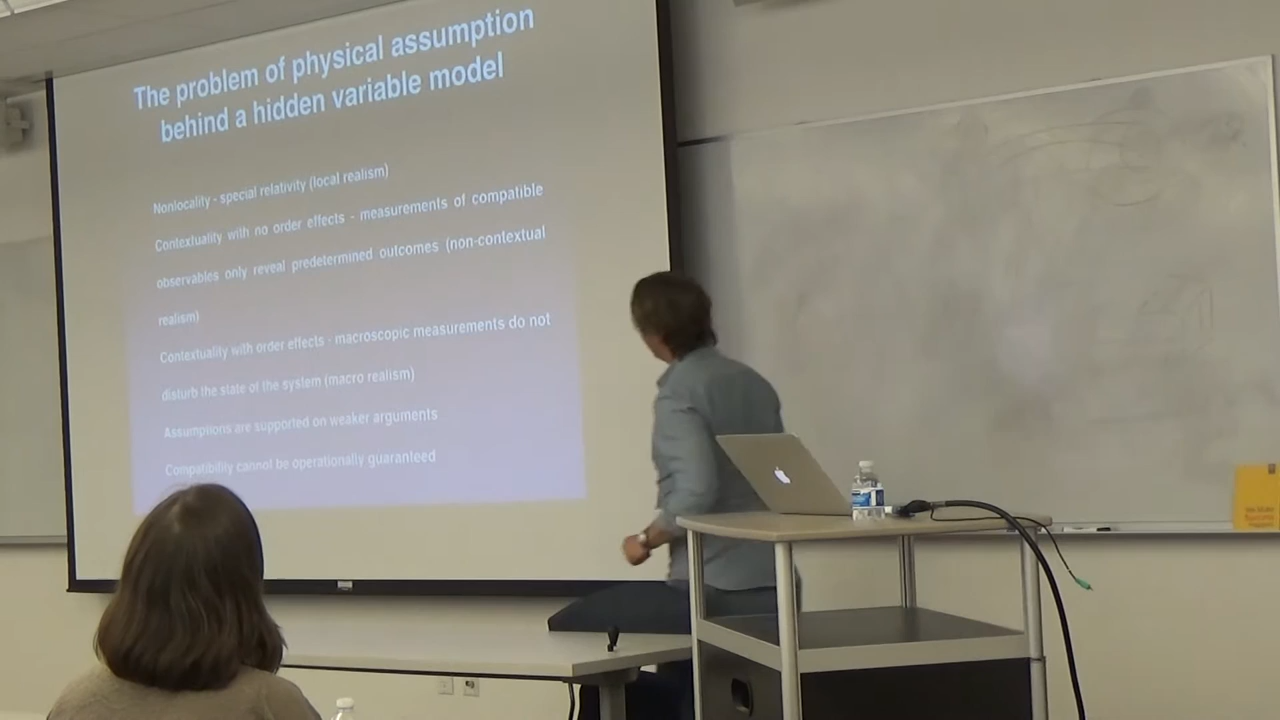 The problem of physical assumption
behind a hidden variable model
Nonlocality - special relativity (local realism)
Contextuality with no order effects - measurements of compatible
observables only reveal predetermined outcomes (non-contextual
realism)
Contextuality with order effects - macroscopic measurements do not
disturb the state of the system (macro realism)
Assumptions are supported on weaker arguments
Compatibility cannot be operationally guaranteed